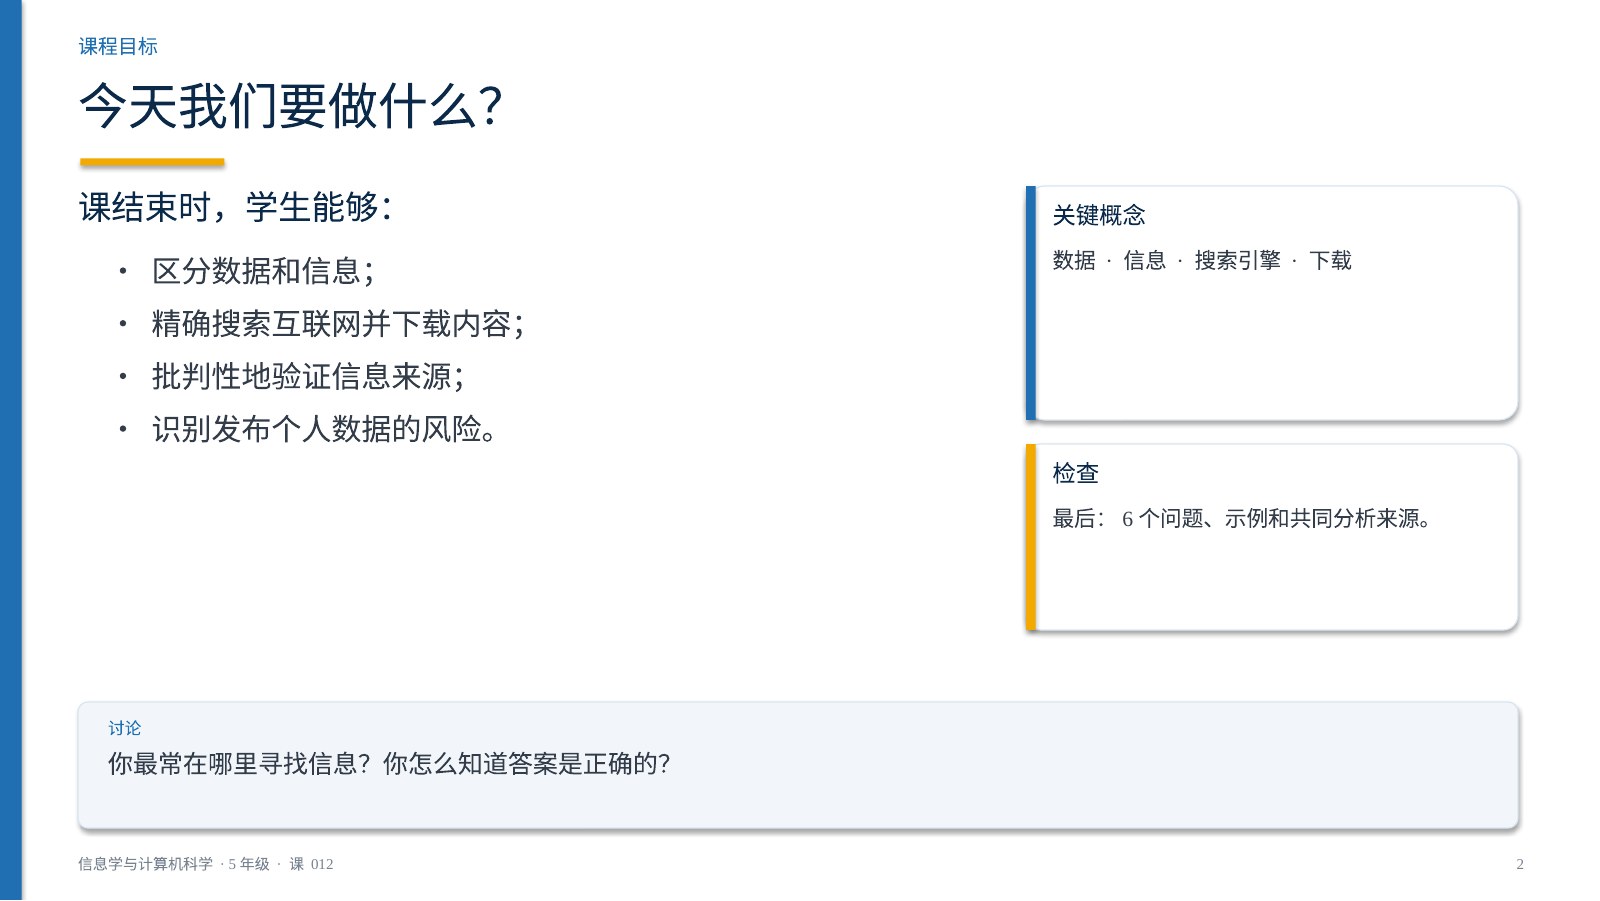 课程目标
今天我们要做什么？
课结束时，学生能够：
• 区分数据和信息；
• 精确搜索互联网并下载内容；
• 批判性地验证信息来源；
• 识别发布个人数据的风险。
关键概念
数据 · 信息 · 搜索引擎 · 下载
检查
最后： 6 个问题、示例和共同分析来源。
讨论
你最常在哪里寻找信息？你怎么知道答案是正确的？
信息学与计算机科学 · 5 年级 · 课 012
2